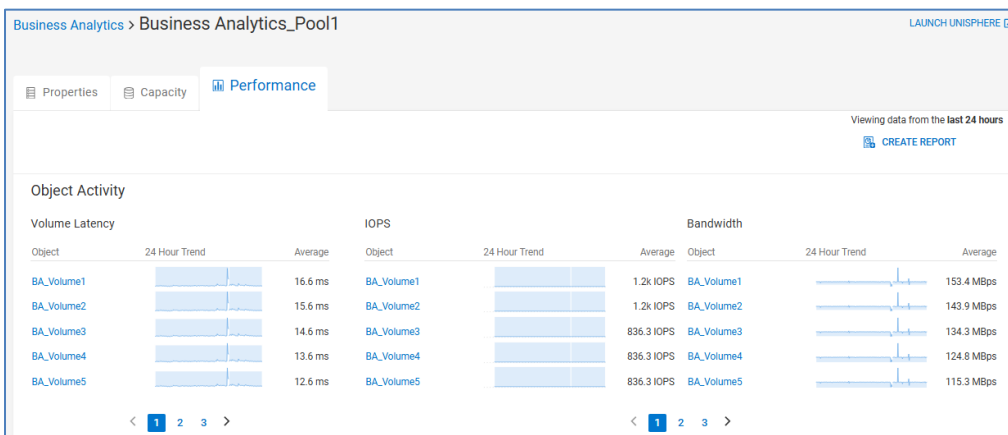 Business Analytics > Business Analytics_Pool1
LAUNCH UNISPHERE
Properties
Capacity
Performance
Viewing data from the last 24 hours
CREATE REPORT
Object Activity
Volume Latency
Object 24 Hour Trend Average
BA_Volume1 16.6 ms
BA_Volume2 15.6 ms
BA_Volume3 14.6 ms
BA_Volume4 13.6 ms
BA_Volume5 12.6 ms
< 1 2 3 >
IOPS
Object 24 Hour Trend Average
BA_Volume1 1.2k IOPS
BA_Volume2 1.2k IOPS
BA_Volume3 836.3 IOPS
BA_Volume4 836.3 IOPS
BA_Volume5 836.3 IOPS
Bandwidth
Object 24 Hour Trend Average
BA_Volume1 153.4 MBps
BA_Volume2 143.9 MBps
BA_Volume3 134.3 MBps
BA_Volume4 124.8 MBps
BA_Volume5 115.3 MBps
< 1 2 3 >